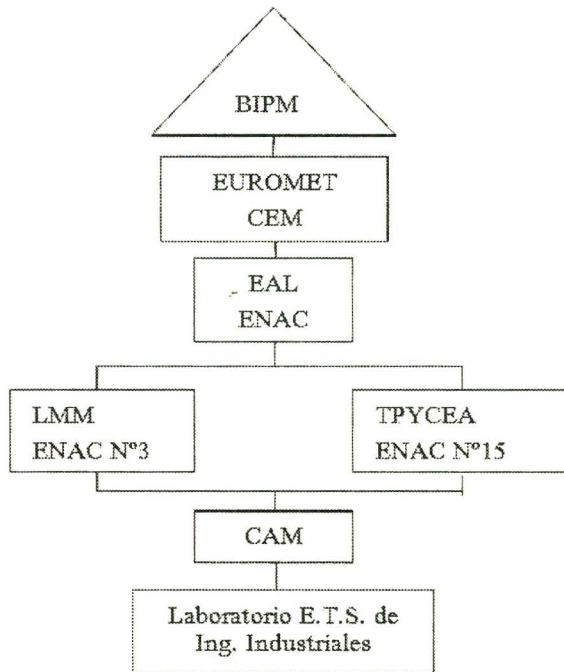 BIPM
EUROMET
CEM
EAL
ENAC
LMM
ENAC Nº3
TPYCEA
ENAC Nº15
CAM
Laboratorio E.T.S. de
Ing. Industriales